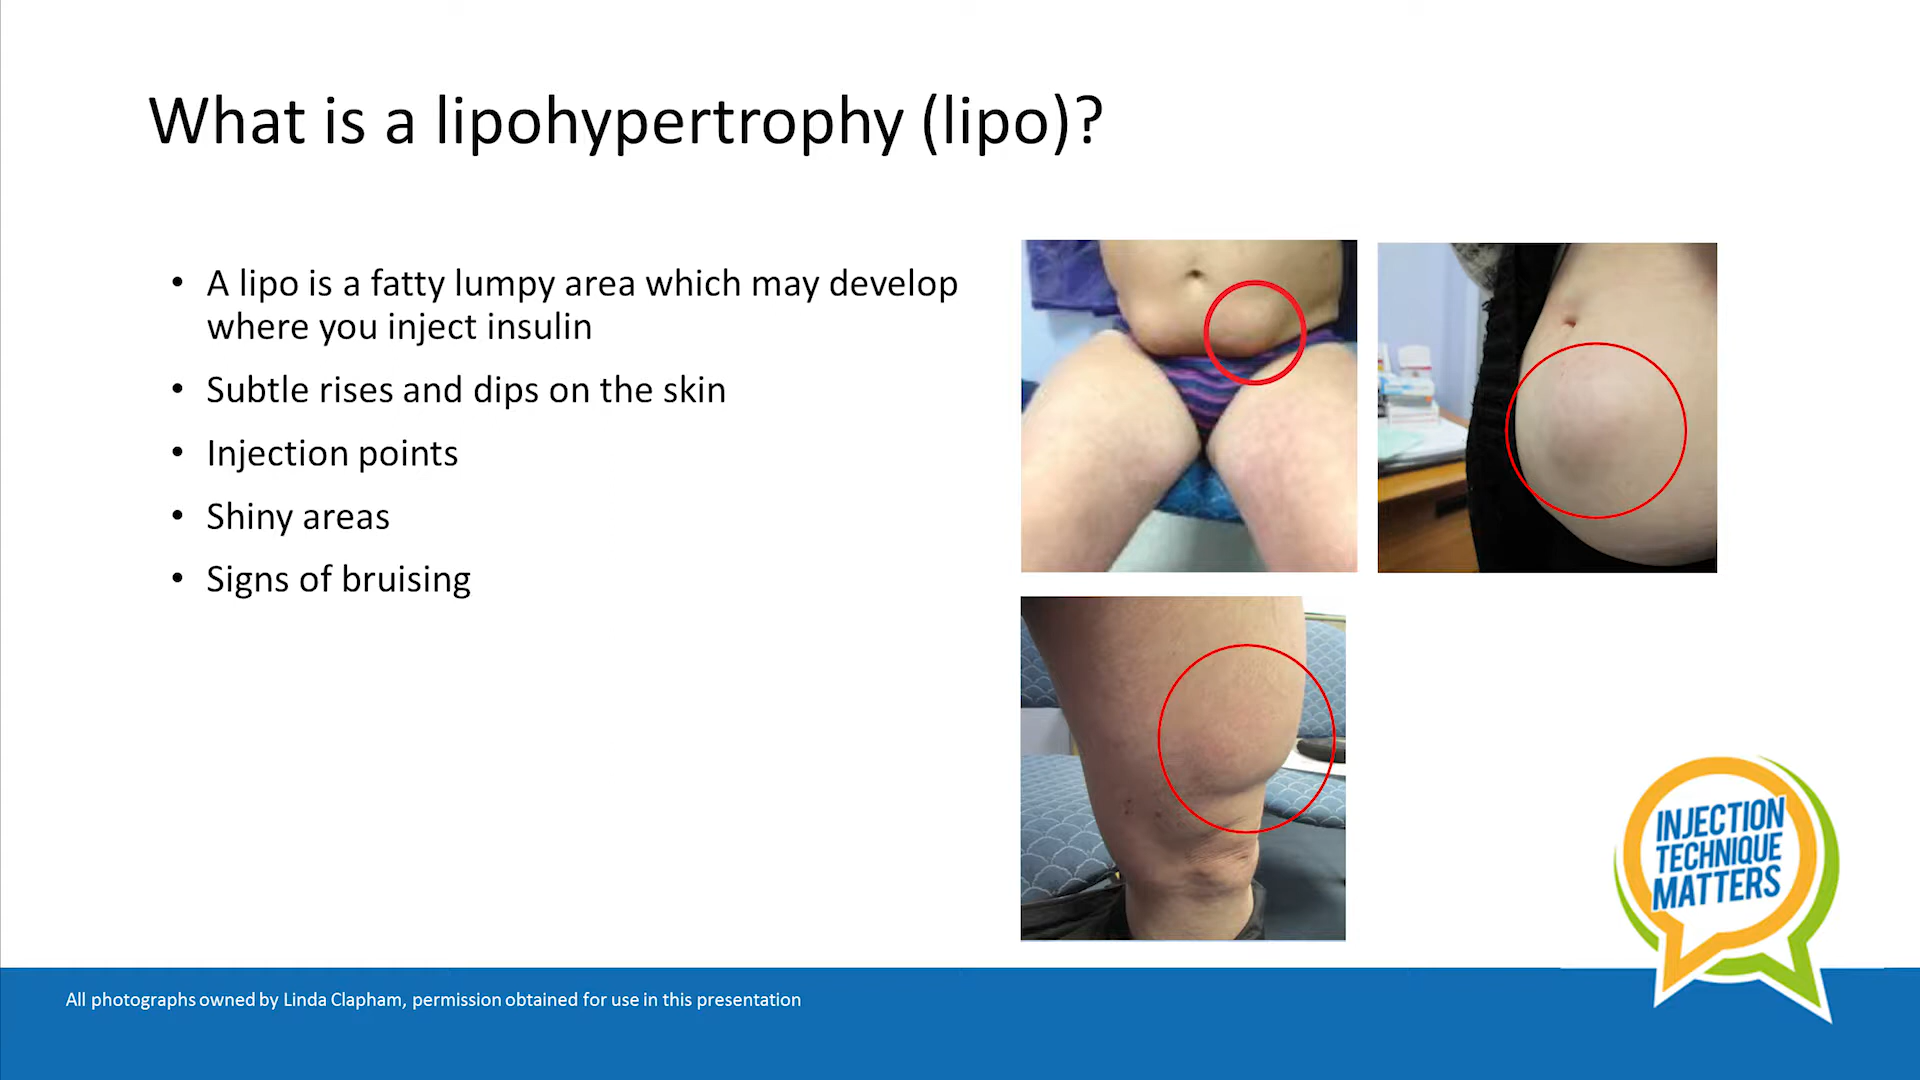 What is a lipohypertrophy (lipo)?
• A lipo is a fatty lumpy area which may develop
where you inject insulin
• Subtle rises and dips on the skin
• Injection points
• Shiny areas
• Signs of bruising
INJECTION
TECHNIQUE
MATTERS
All photographs owned by Linda Clapham, permission obtained for use in this presentation